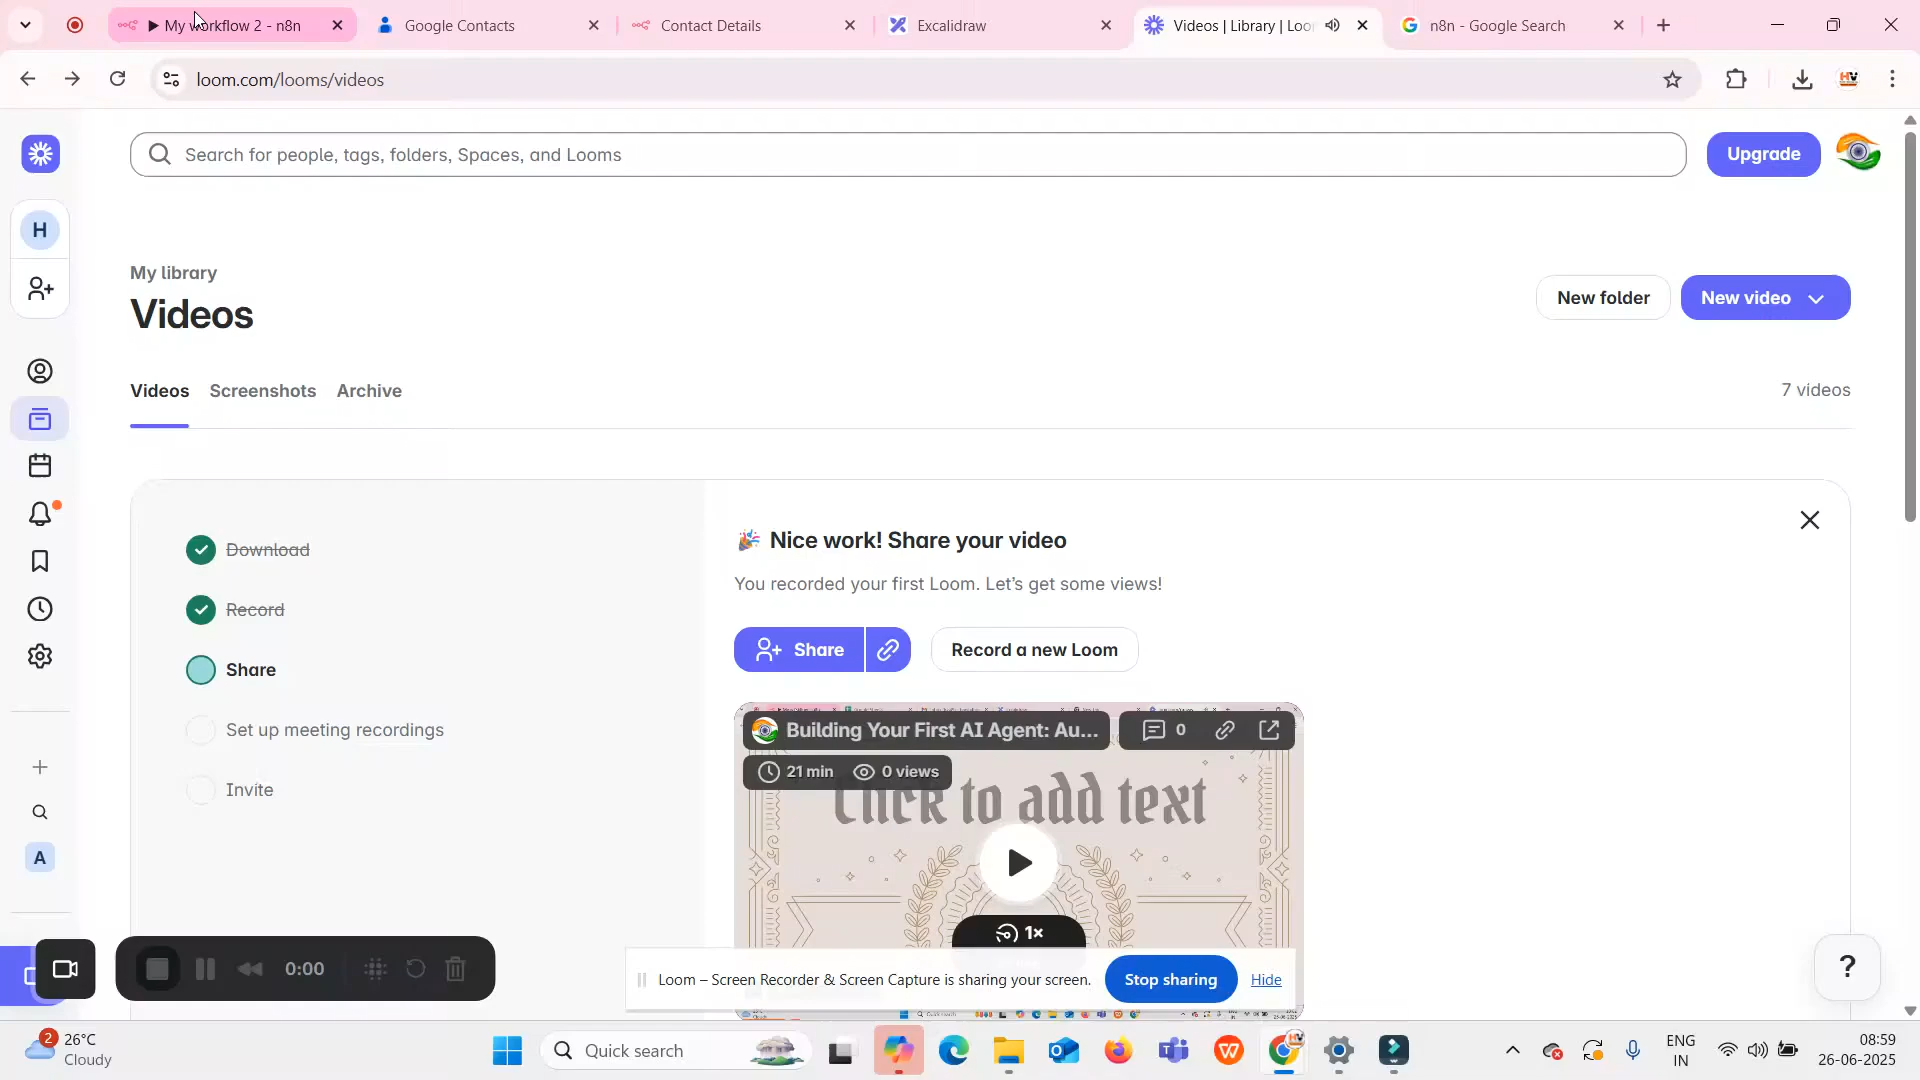 ▶ My workflow 2 - n8n
Google Contacts
Contact Details
Excalidraw
Videos | Library | Loo
n8n - Google Search
loom.com/looms/videos
Search for people, tags, folders, Spaces, and Looms
Upgrade
H
My library
Videos
New folder
New video
Videos
Screenshots
Archive
7 videos
Download
Record
Share
Set up meeting recordings
Invite
🎉 Nice work! Share your video
You recorded your first Loom. Let's get some views!
Share
Record a new Loom
Building Your First AI Agent: Au...
0
21 min
0 views
Click to add text
1×
A
0:00
Loom – Screen Recorder & Screen Capture is sharing your screen.
Stop sharing
Hide
?
2
26°C
Cloudy
Quick search
ENG
IN
08:59
26-06-2025